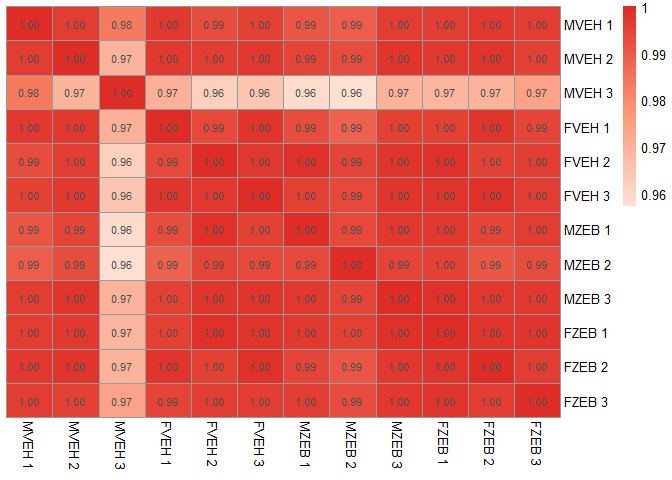 1.00 1.00 0.98 1.00 0.99 1.00 0.99 0.99 1.00 1.00 1.00 1.00 MVEH 1
1.00 1.00 0.97 1.00 1.00 1.00 0.99 0.99 1.00 1.00 1.00 1.00 MVEH 2
0.98 0.97 1.00 0.97 0.96 0.96 0.96 0.96 0.97 0.97 0.97 0.97 MVEH 3
1.00 1.00 0.97 1.00 0.99 1.00 0.99 0.99 1.00 1.00 1.00 0.99 FVEH 1
0.99 1.00 0.96 0.99 1.00 1.00 1.00 0.99 1.00 1.00 1.00 1.00 FVEH 2
1.00 1.00 0.96 1.00 1.00 1.00 1.00 0.99 1.00 1.00 1.00 1.00 FVEH 3
0.99 0.99 0.96 0.99 1.00 1.00 1.00 0.99 1.00 1.00 0.99 1.00 MZEB 1
0.99 0.99 0.96 0.99 0.99 0.99 0.99 1.00 0.99 1.00 0.99 0.99 MZEB 2
1.00 1.00 0.97 1.00 1.00 1.00 1.00 0.99 1.00 1.00 1.00 1.00 MZEB 3
1.00 1.00 0.97 1.00 1.00 1.00 1.00 1.00 1.00 1.00 1.00 1.00 FZEB 1
1.00 1.00 0.97 1.00 1.00 1.00 0.99 0.99 1.00 1.00 1.00 1.00 FZEB 2
1.00 1.00 0.97 0.99 1.00 1.00 1.00 0.99 1.00 1.00 1.00 1.00 FZEB 3
MVEH 1
MVEH 2
MVEH 3
FVEH 1
FVEH 2
FVEH 3
MZEB 1
MZEB 2
MZEB 3
FZEB 1
FZEB 2
FZEB 3
1
0.99
0.98
0.97
0.96